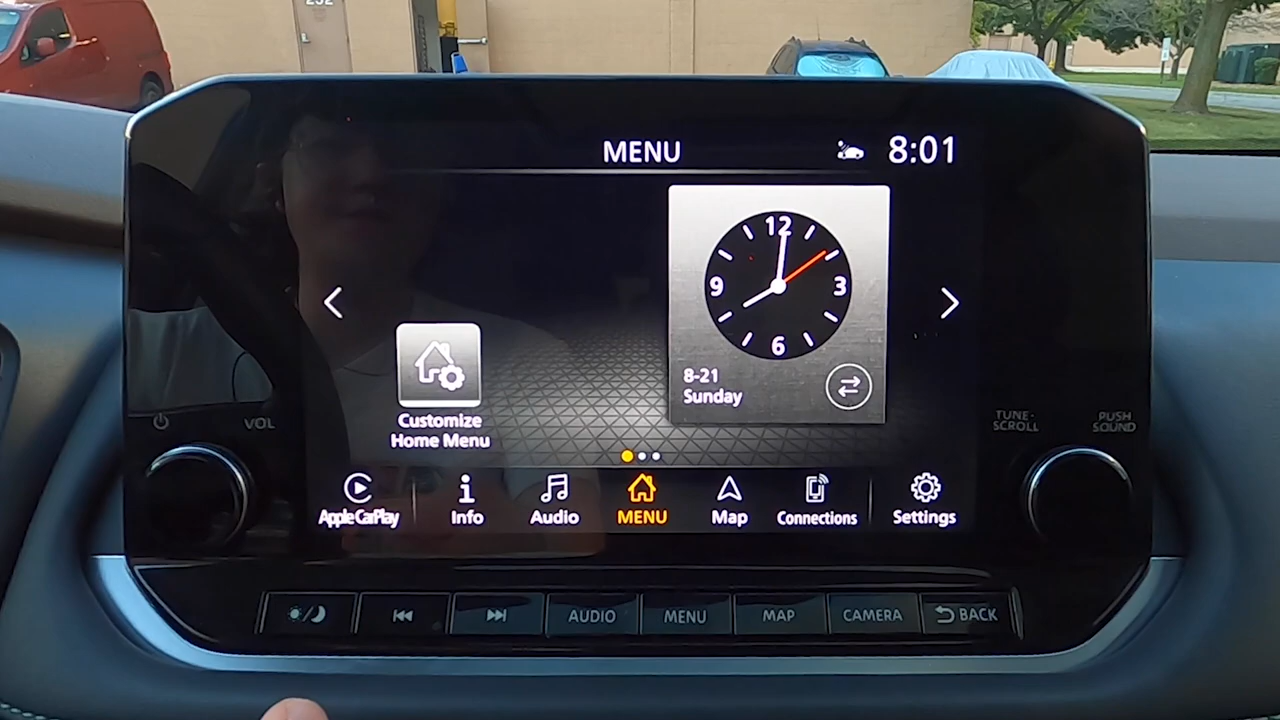 232
MENU
8:01
12
9
3
6
8-21
Sunday
Customize
Home Menu
VOL
TUNE·
SCROLL
PUSH
SOUND
Apple CarPlay
Info
Audio
MENU
Map
Connections
Settings
AUDIO
MENU
MAP
CAMERA
BACK